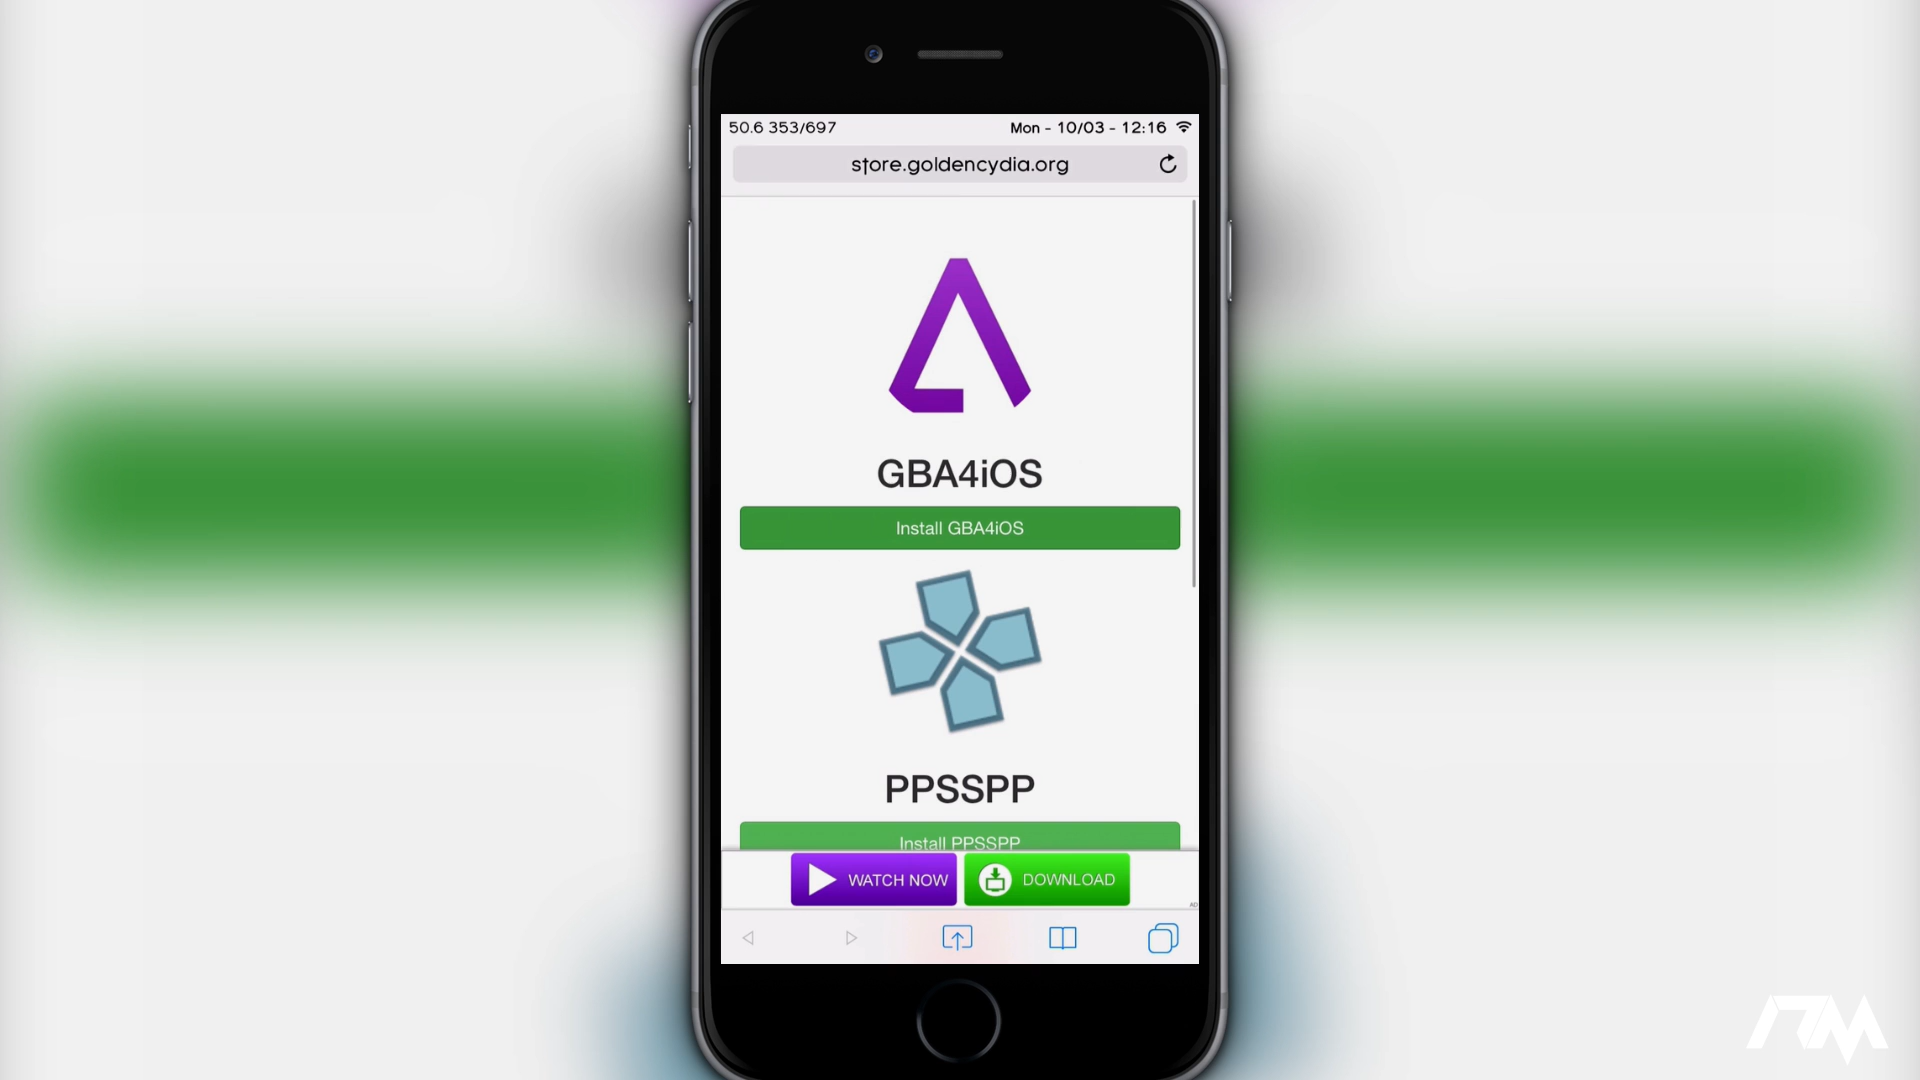 50.6 353/697
Mon - 10/03 - 12:16
store.goldencydia.org
GBA4iOS
Install GBA4iOS
PPSSPP
Install PPSSPP
WATCH NOW
DOWNLOAD
AD